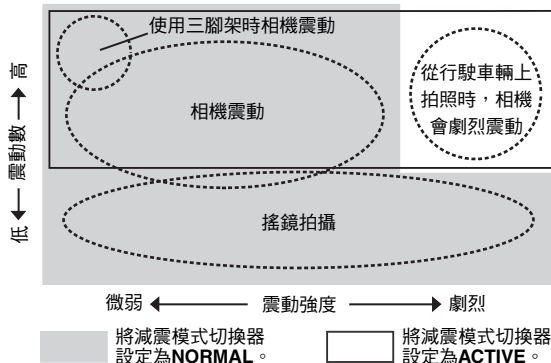 使用三腳架時相機震動
從行駛車輛上
拍照時，相機
會劇烈震動
相機震動
搖鏡拍攝
低 ← 震動數 → 高
微弱 ← 震動強度 → 劇烈
將減震模式切換器
設定為NORMAL。
將減震模式切換器
設定為ACTIVE。